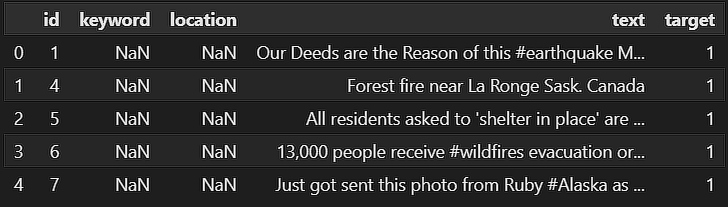 id keyword location text target
0 1 NaN NaN Our Deeds are the Reason of this #earthquake M... 1
1 4 NaN NaN Forest fire near La Ronge Sask. Canada 1
2 5 NaN NaN All residents asked to 'shelter in place' are ... 1
3 6 NaN NaN 13,000 people receive #wildfires evacuation or... 1
4 7 NaN NaN Just got sent this photo from Ruby #Alaska as ... 1